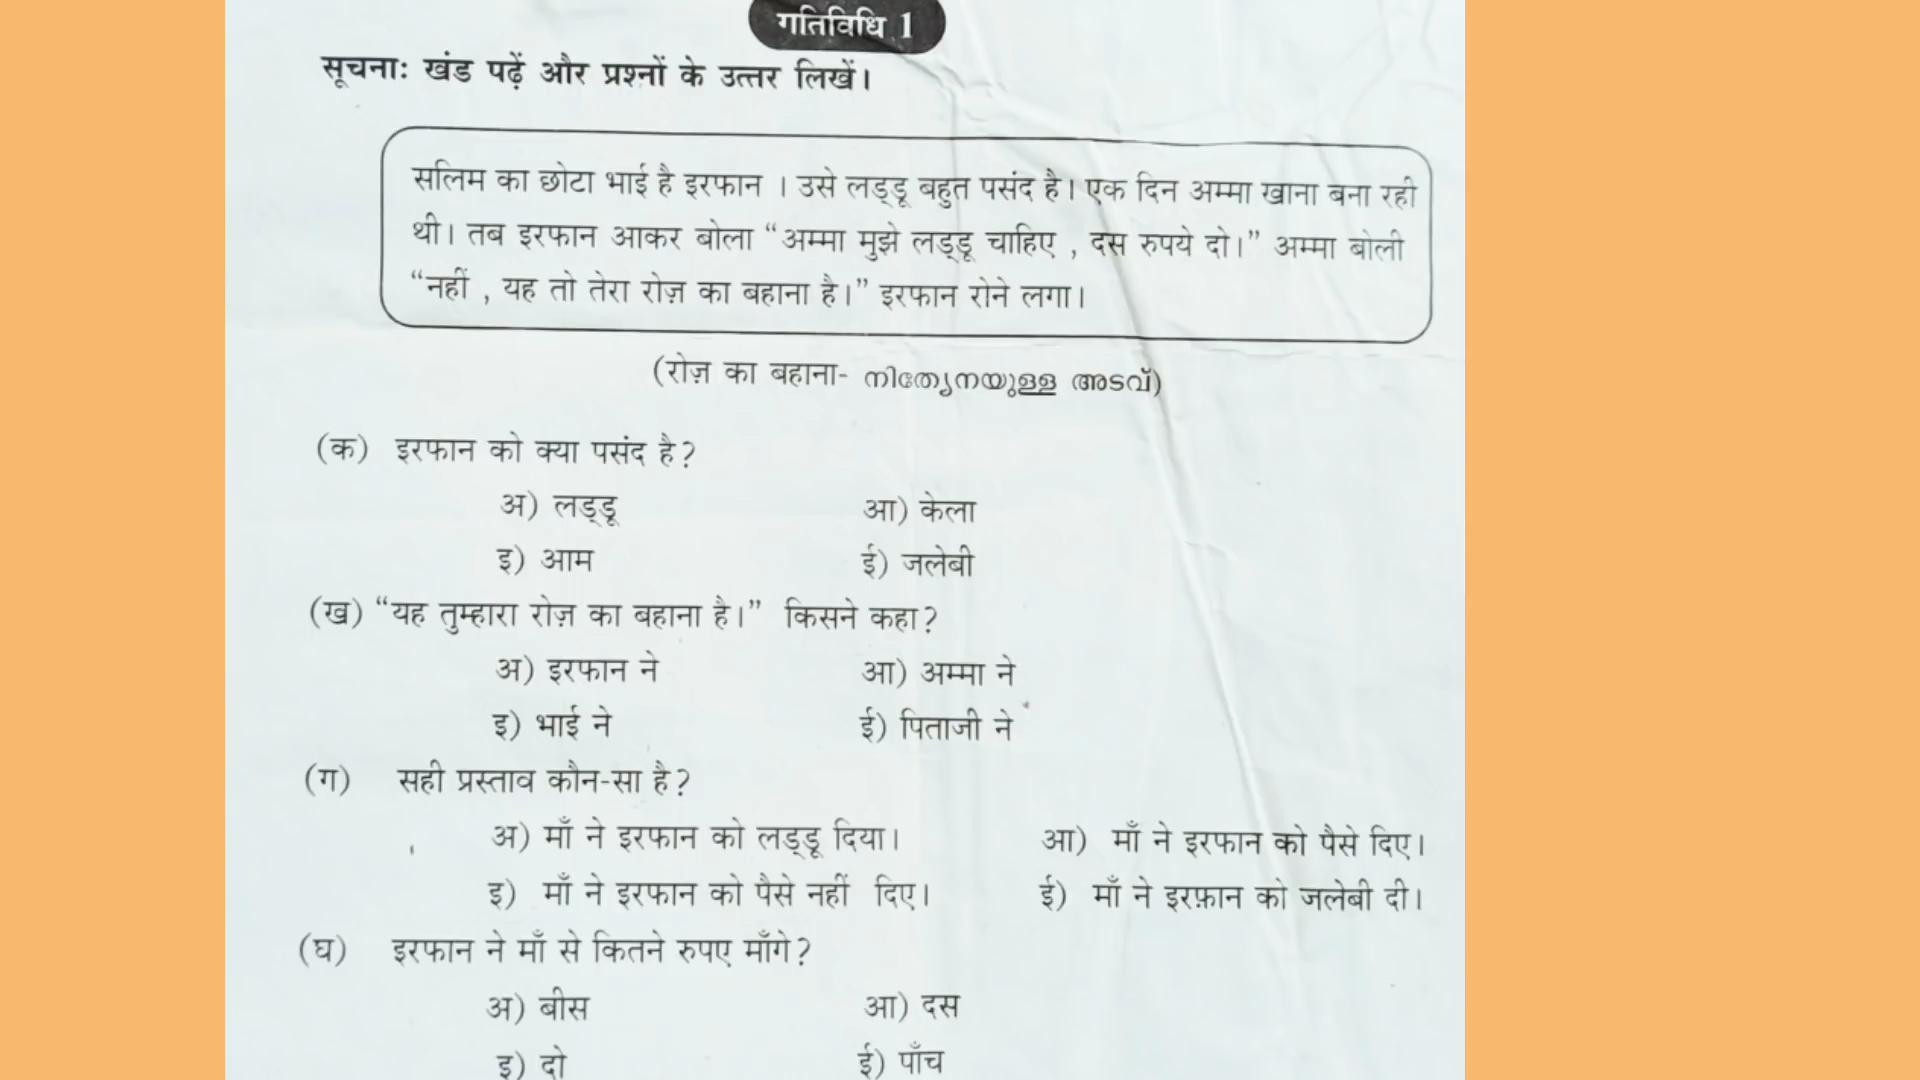 गतिविधि 1
सूचनाः खंड पढ़ें और प्रश्नों के उत्तर लिखें।
सलिम का छोटा भाई है इरफान । उसे लड्डू बहुत पसंद है। एक दिन अम्मा खाना बना रही
थी। तब इरफान आकर बोला “अम्मा मुझे लड्डू चाहिए , दस रुपये दो।” अम्मा बोली
“नहीं , यह तो तेरा रोज़ का बहाना है।” इरफान रोने लगा।
(रोज़ का बहाना- നിത്യേനയുള്ള അടവ്)
(क) इरफान को क्या पसंद है?
अ) लड्डू आ) केला
इ) आम ई) जलेबी
(ख) “यह तुम्हारा रोज़ का बहाना है।” किसने कहा?
अ) इरफान ने आ) अम्मा ने
इ) भाई ने ई) पिताजी ने
(ग) सही प्रस्ताव कौन-सा है?
अ) माँ ने इरफान को लड्डू दिया। आ) माँ ने इरफान को पैसे दिए।
इ) माँ ने इरफान को पैसे नहीं दिए। ई) माँ ने इरफ़ान को जलेबी दी।
(घ) इरफान ने माँ से कितने रुपए माँगे?
अ) बीस आ) दस
इ) दो ई) पाँच